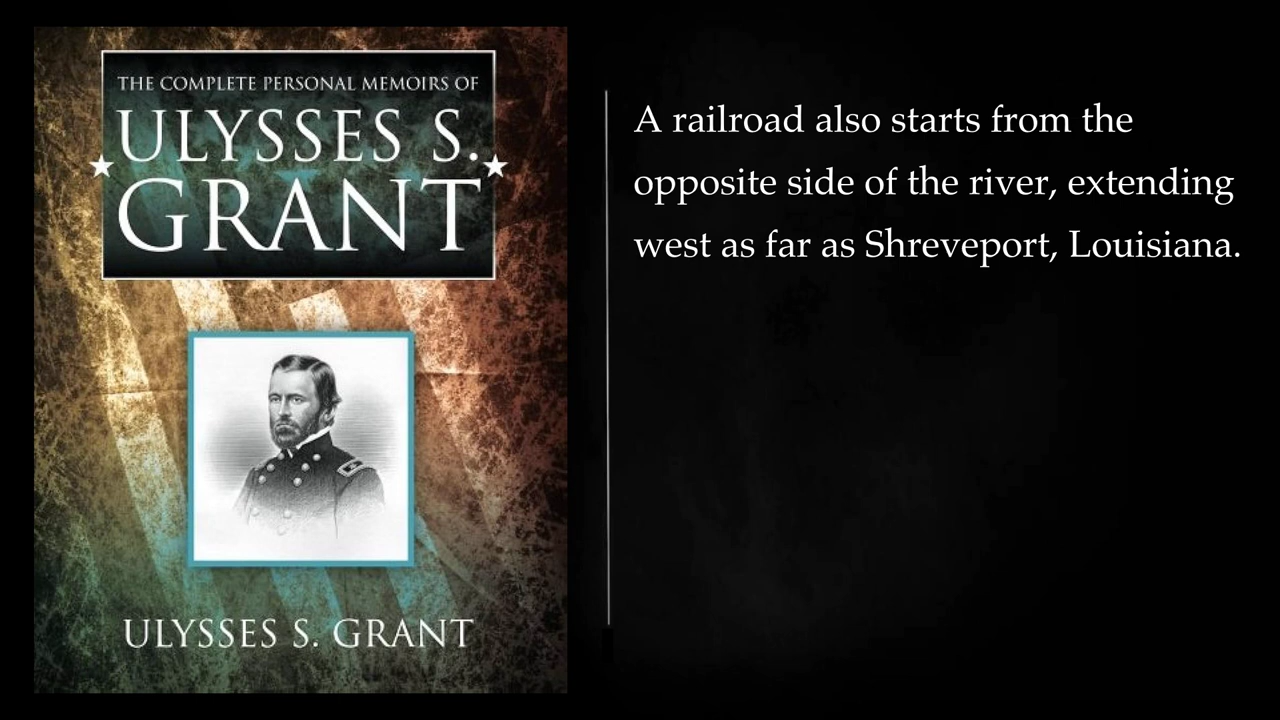 THE COMPLETE PERSONAL MEMOIRS OF
ULYSSES S.
GRANT
ULYSSES S. GRANT
A railroad also starts from the
opposite side of the river, extending
west as far as Shreveport, Louisiana.